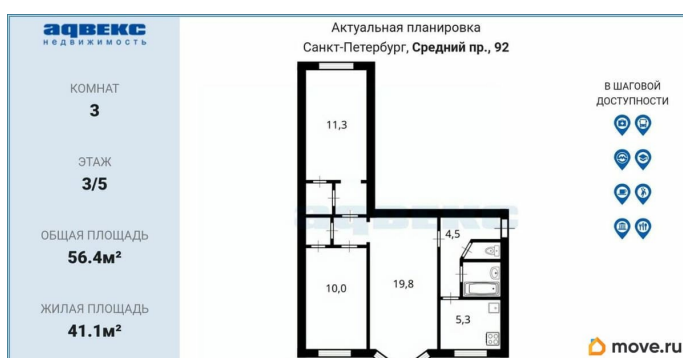 адвекс
недвижимость
КОМНАТ
3
ЭТАЖ
3/5
ОБЩАЯ ПЛОЩАДЬ
56.4м²
ЖИЛАЯ ПЛОЩАДЬ
41.1м²
Актуальная планировка
Санкт-Петербург, Средний пр., 92
11,3
адвекс
4,5
10,0
19,8
5,3
В ШАГОВОЙ
ДОСТУПНОСТИ
move.ru